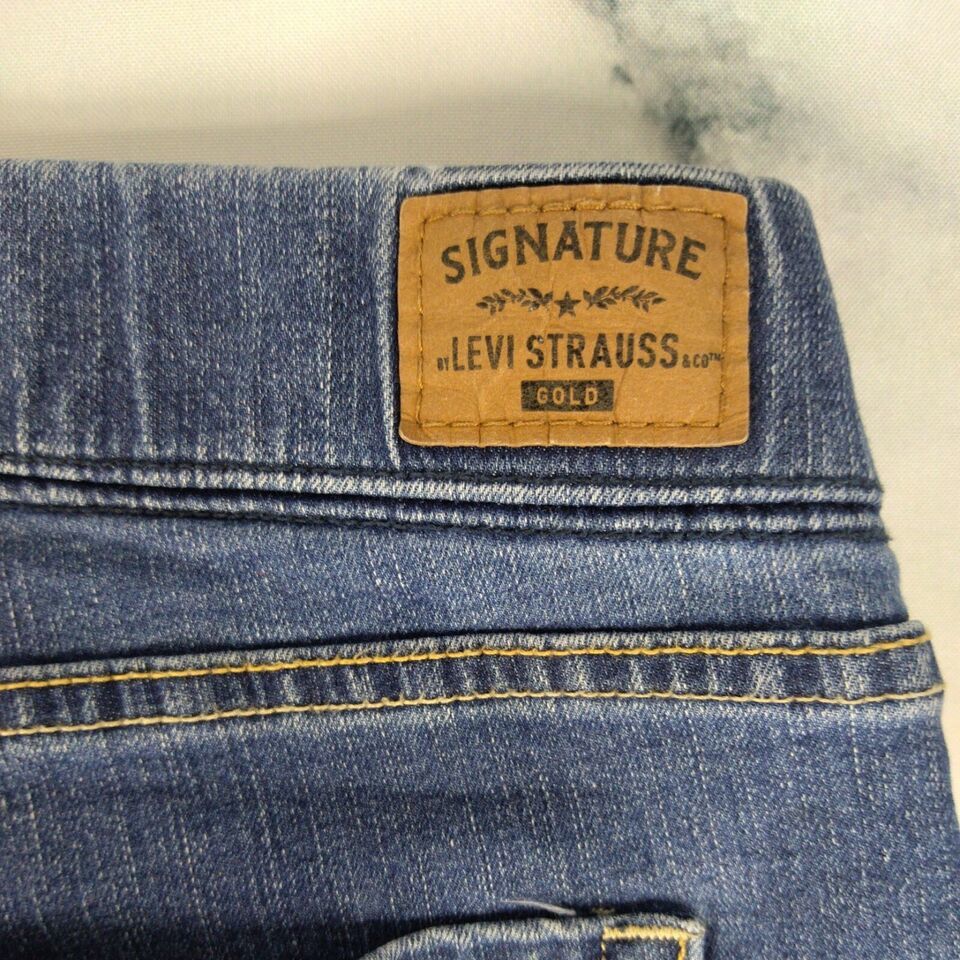 SIGNATURE
BY LEVI STRAUSS & CO™
GOLD